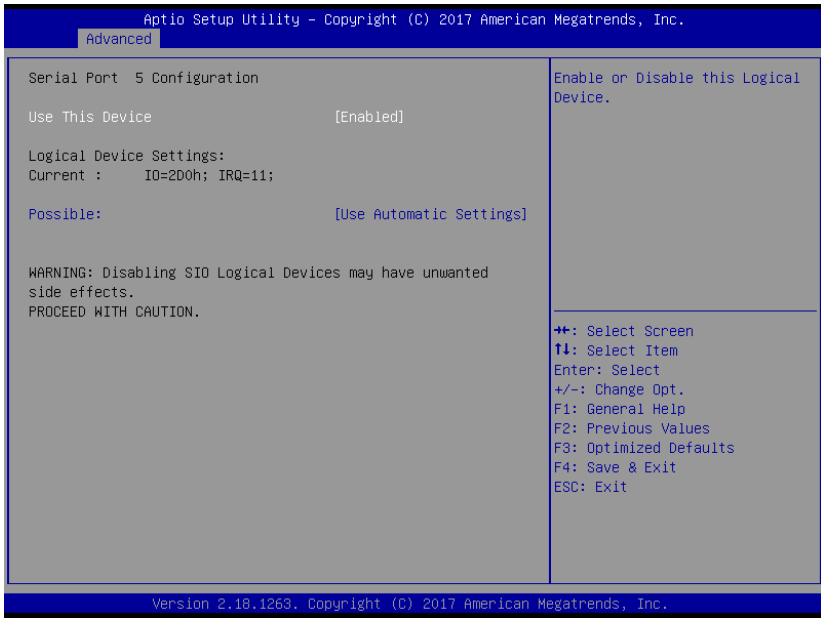 Aptio Setup Utility – Copyright (C) 2017 American Megatrends, Inc.
Advanced
Serial Port  5 Configuration
Use This Device [Enabled]
Logical Device Settings:
Current :  IO=2D0h; IRQ=11;
Possible: [Use Automatic Settings]
WARNING: Disabling SIO Logical Devices may have unwanted
side effects.
PROCEED WITH CAUTION.
Enable or Disable this Logical
Device.
→←: Select Screen
↑↓: Select Item
Enter: Select
+/-: Change Opt.
F1: General Help
F2: Previous Values
F3: Optimized Defaults
F4: Save & Exit
ESC: Exit
Version 2.18.1263. Copyright (C) 2017 American Megatrends, Inc.